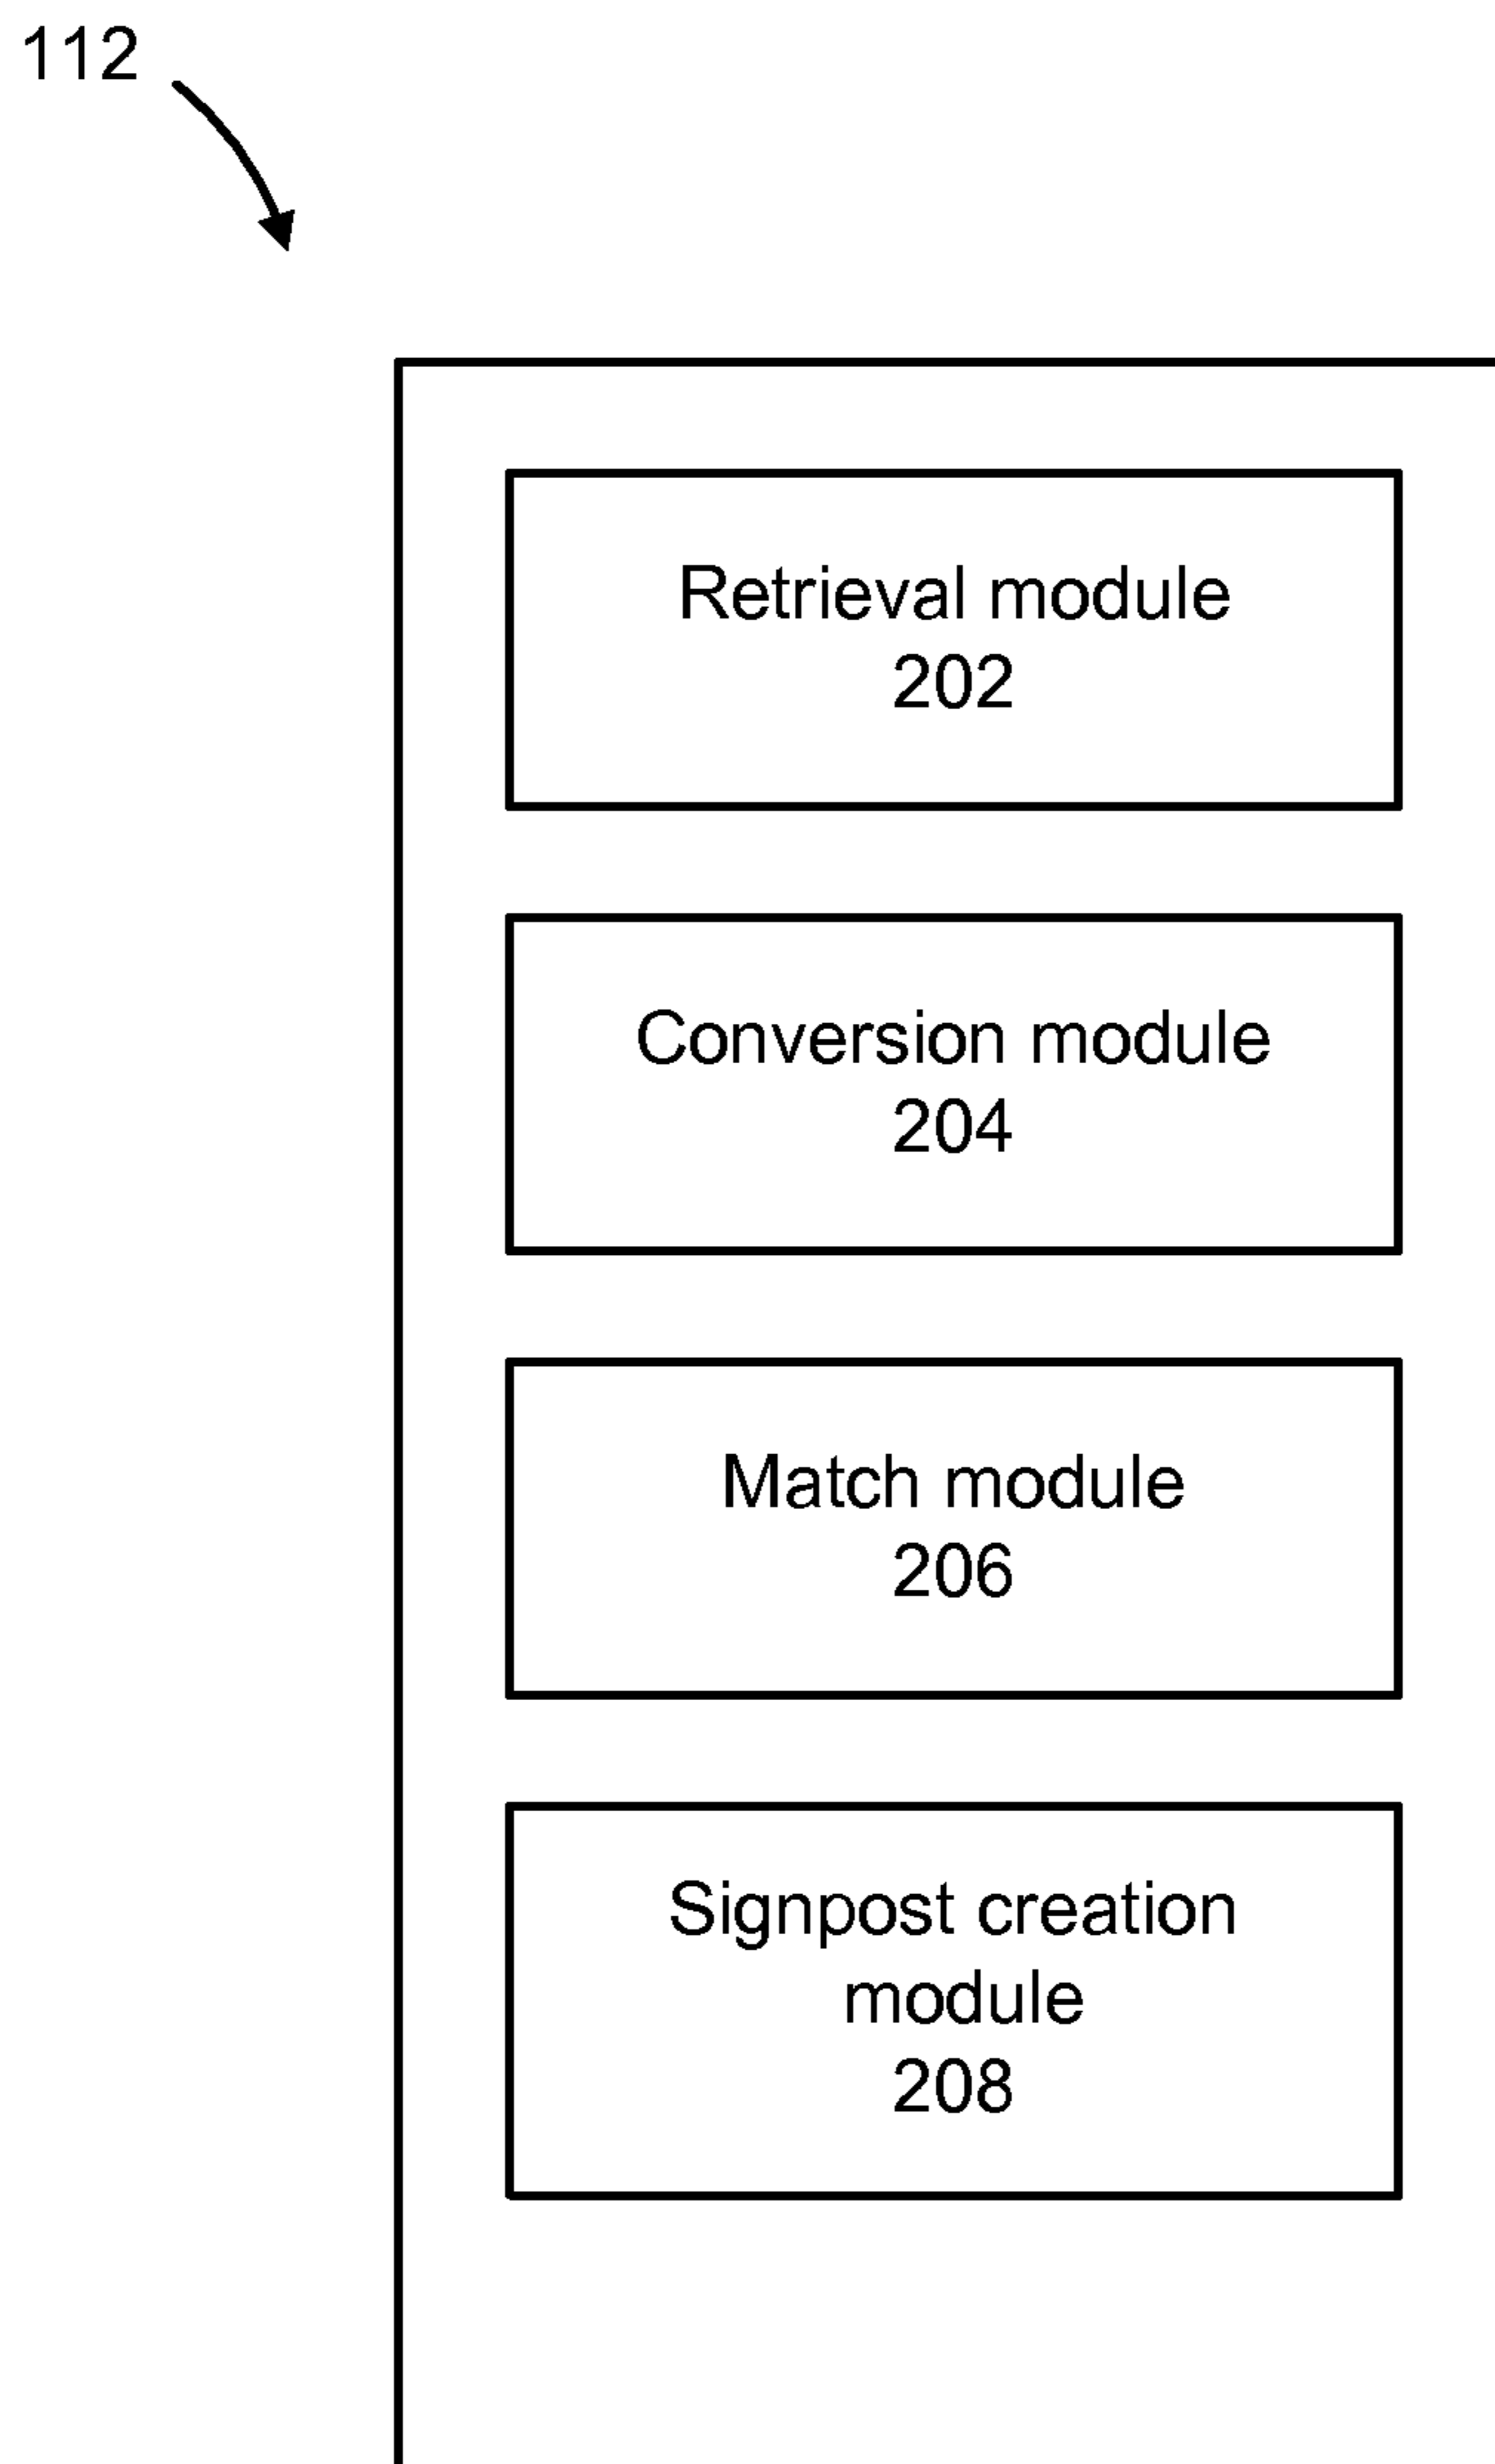 112
Retrieval module
202
Conversion module
204
Match module
206
Signpost creation
module
208